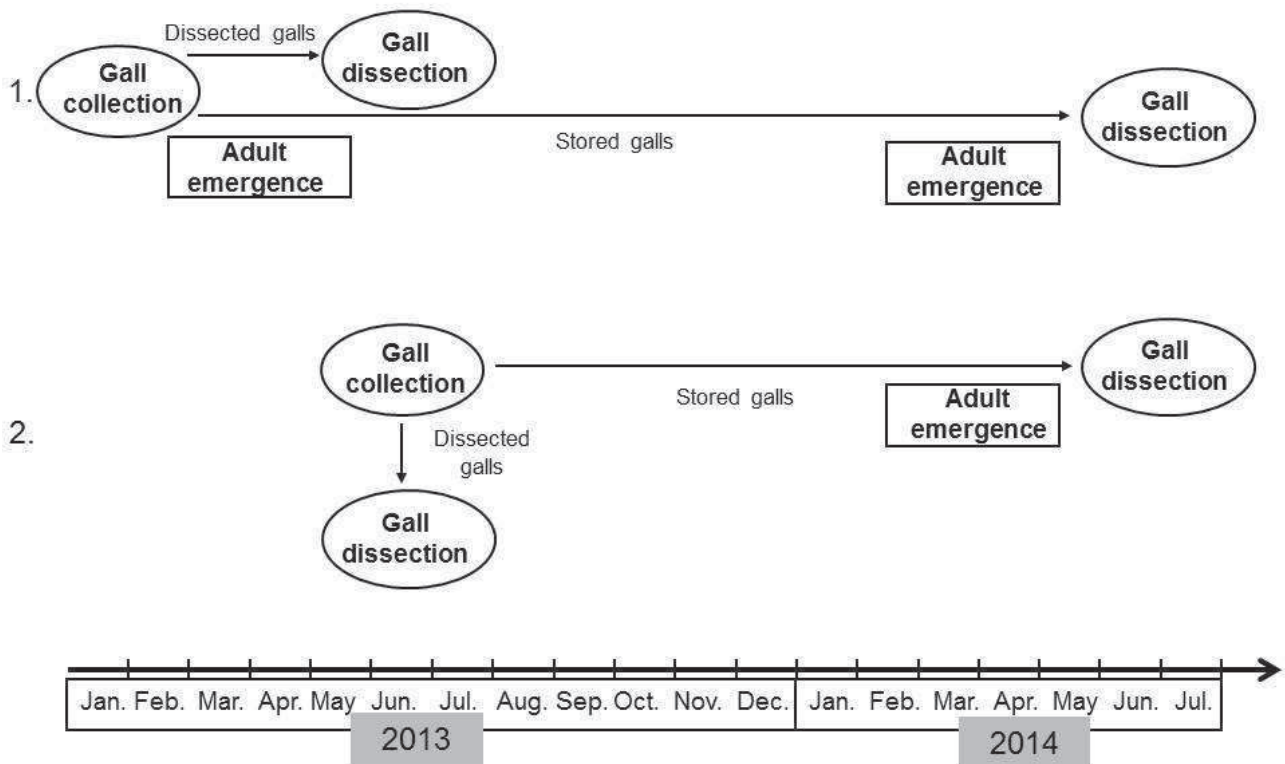 Dissected galls
Gall
dissection
1.
Gall
collection
Stored galls
Gall
dissection
Adult
emergence
Adult
emergence
2.
Gall
collection
Stored galls
Gall
dissection
Adult
emergence
Dissected
galls
Gall
dissection
Jan. Feb. Mar. Apr. May Jun. Jul. Aug. Sep. Oct. Nov. Dec. Jan. Feb. Mar. Apr. May Jun. Jul.
2013 2014